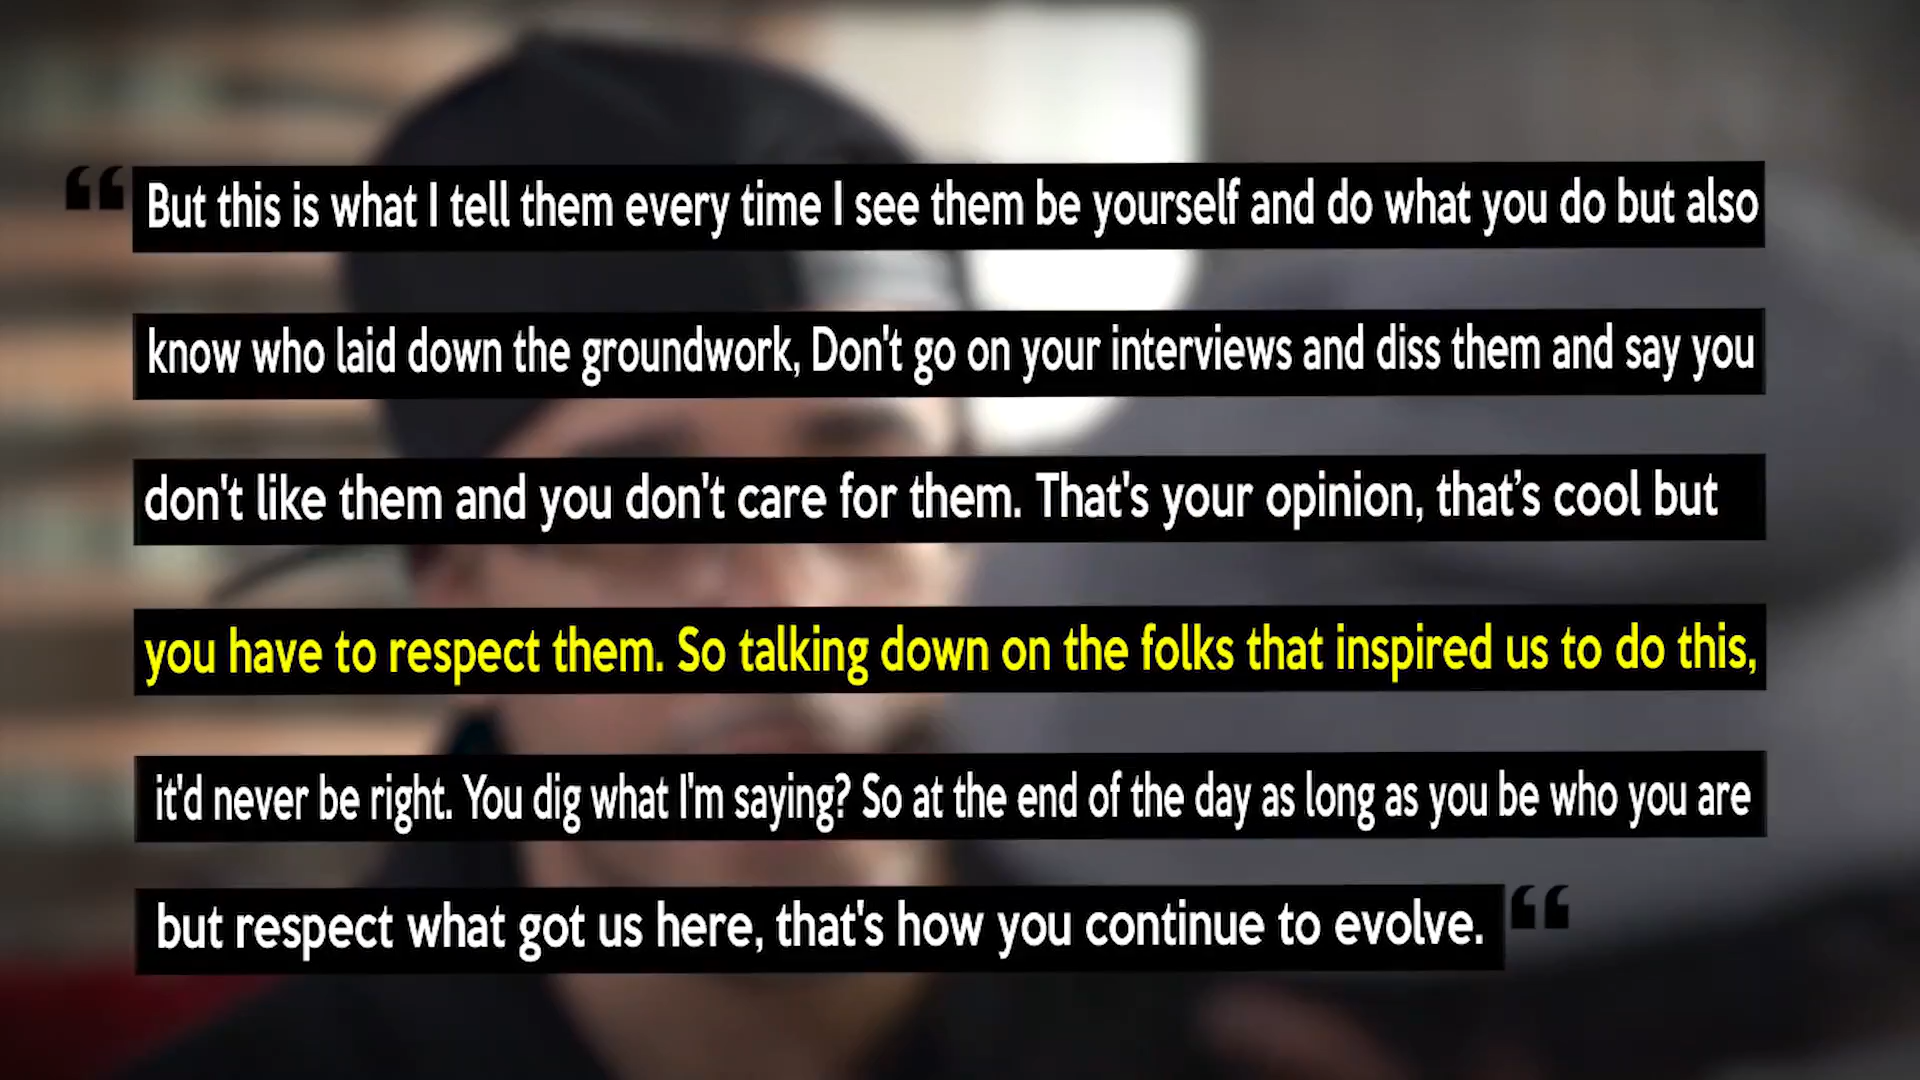 “ But this is what I tell them every time I see them be yourself and do what you do but also
know who laid down the groundwork, Don't go on your interviews and diss them and say you
don't like them and you don't care for them. That's your opinion, that’s cool but
you have to respect them. So talking down on the folks that inspired us to do this,
it'd never be right. You dig what I'm saying? So at the end of the day as long as you be who you are
but respect what got us here, that's how you continue to evolve. “